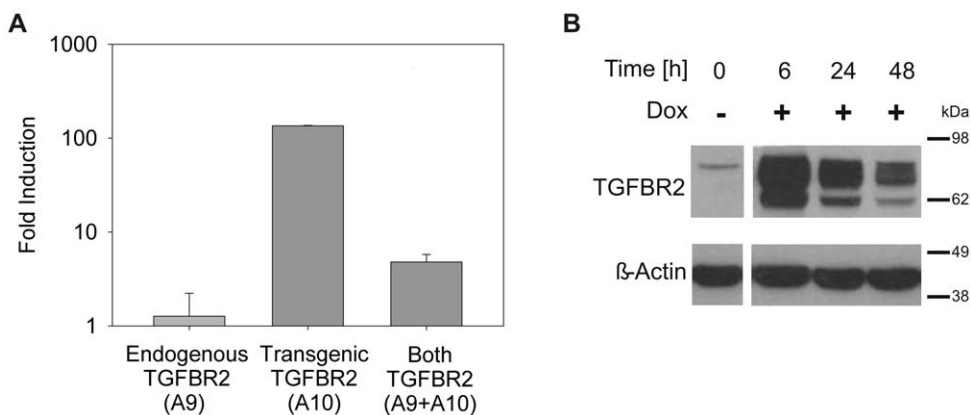 A
1000
100
10
1
Fold Induction
Endogenous
TGFBR2
(A9)
Transgenic
TGFBR2
(A10)
Both
TGFBR2
(A9+A10)
B
Time [h] 0 6 24 48
Dox - + + + kDa
98
TGFBR2
62
49
ß-Actin
38